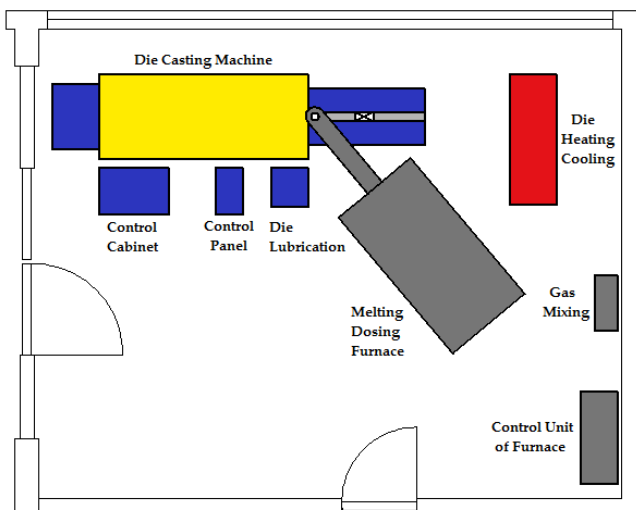 Die Casting Machine
Die
Heating
Cooling
Control
Cabinet
Control
Panel
Die
Lubrication
Melting
Dosing
Furnace
Gas
Mixing
Control Unit
of Furnace